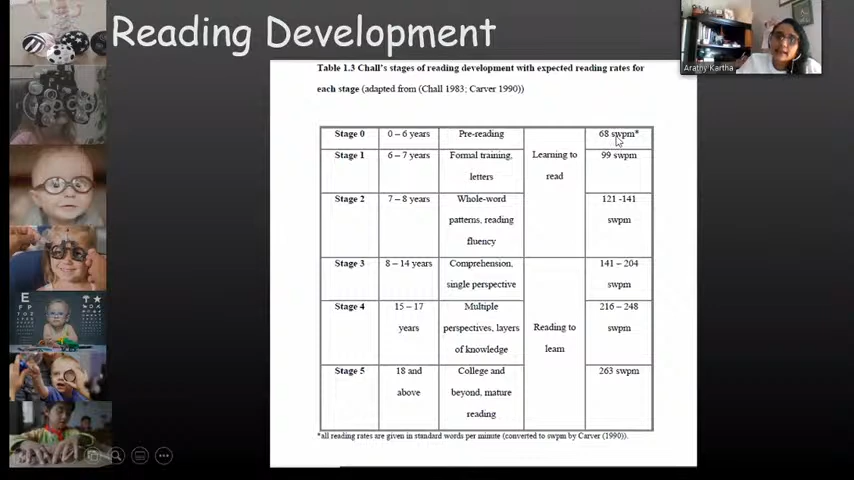 Reading Development
Arathy Kartha
Table 1.3 Chall's stages of reading development with expected reading rates for
each stage (adapted from (Chall 1983; Carver 1990))
Stage 0 0 – 6 years Pre-reading 68 swpm*
Stage 1 6 – 7 years Formal training, Learning to 99 swpm
letters read
Stage 2 7 – 8 years Whole-word 121 -141
patterns, reading swpm
fluency
Stage 3 8 – 14 years Comprehension, 141 – 204
single perspective swpm
Stage 4 15 – 17 Multiple 216 – 248
years perspectives, layers Reading to swpm
of knowledge learn
Stage 5 18 and College and 263 swpm
above beyond, mature
reading
*all reading rates are given in standard words per minute (converted to swpm by Carver (1990)).